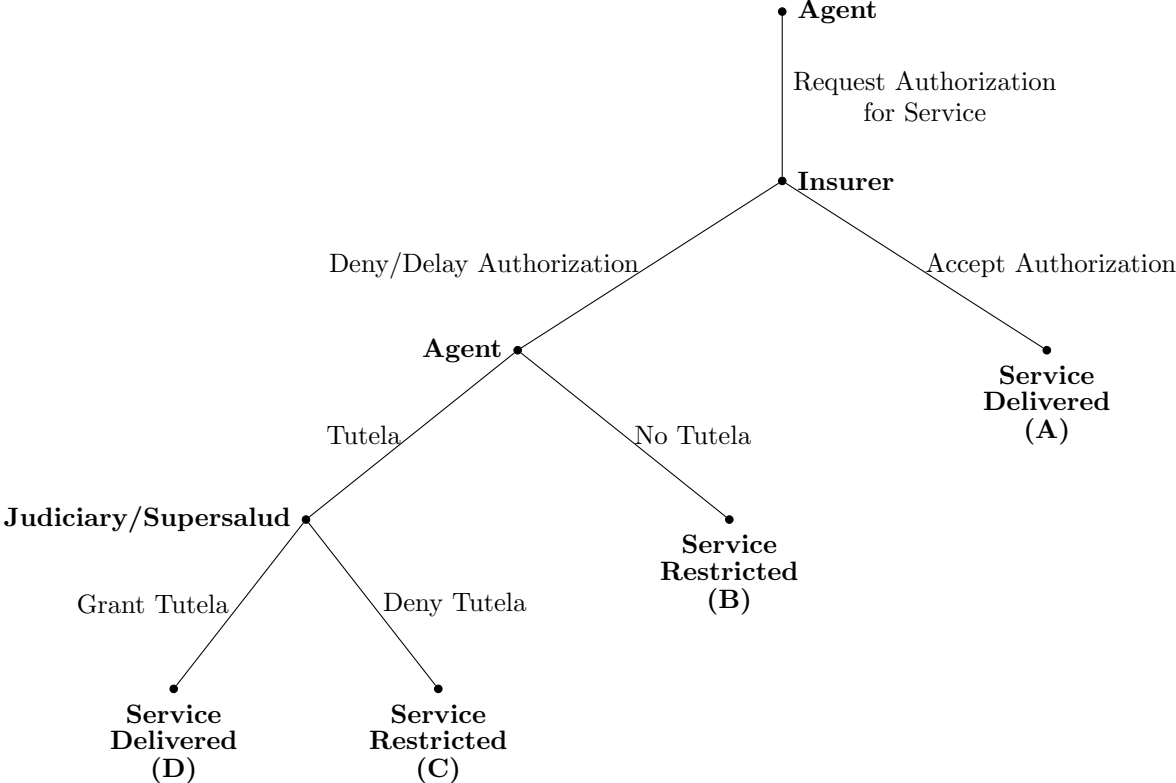 Agent
Request Authorization
for Service
Insurer
Deny/Delay Authorization
Accept Authorization
Agent
Service
Delivered
(A)
Tutela
No Tutela
Judiciary/Supersalud
Service
Restricted
(B)
Grant Tutela
Deny Tutela
Service
Delivered
(D)
Service
Restricted
(C)